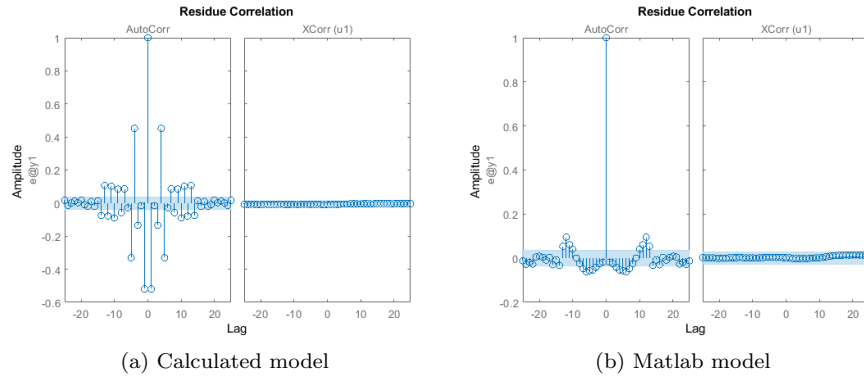 Residue Correlation
AutoCorr
XCorr (u1)
1
0.8
0.6
0.4
0.2
0
-0.2
-0.4
-0.6
Amplitude
e@y1
-20 -10 0 10 20
-20 -10 0 10 20
Lag
(a) Calculated model
Residue Correlation
AutoCorr
XCorr (u1)
1
0.8
0.6
0.4
0.2
0
-0.2
Amplitude
e@y1
-20 -10 0 10 20
-20 -10 0 10 20
Lag
(b) Matlab model